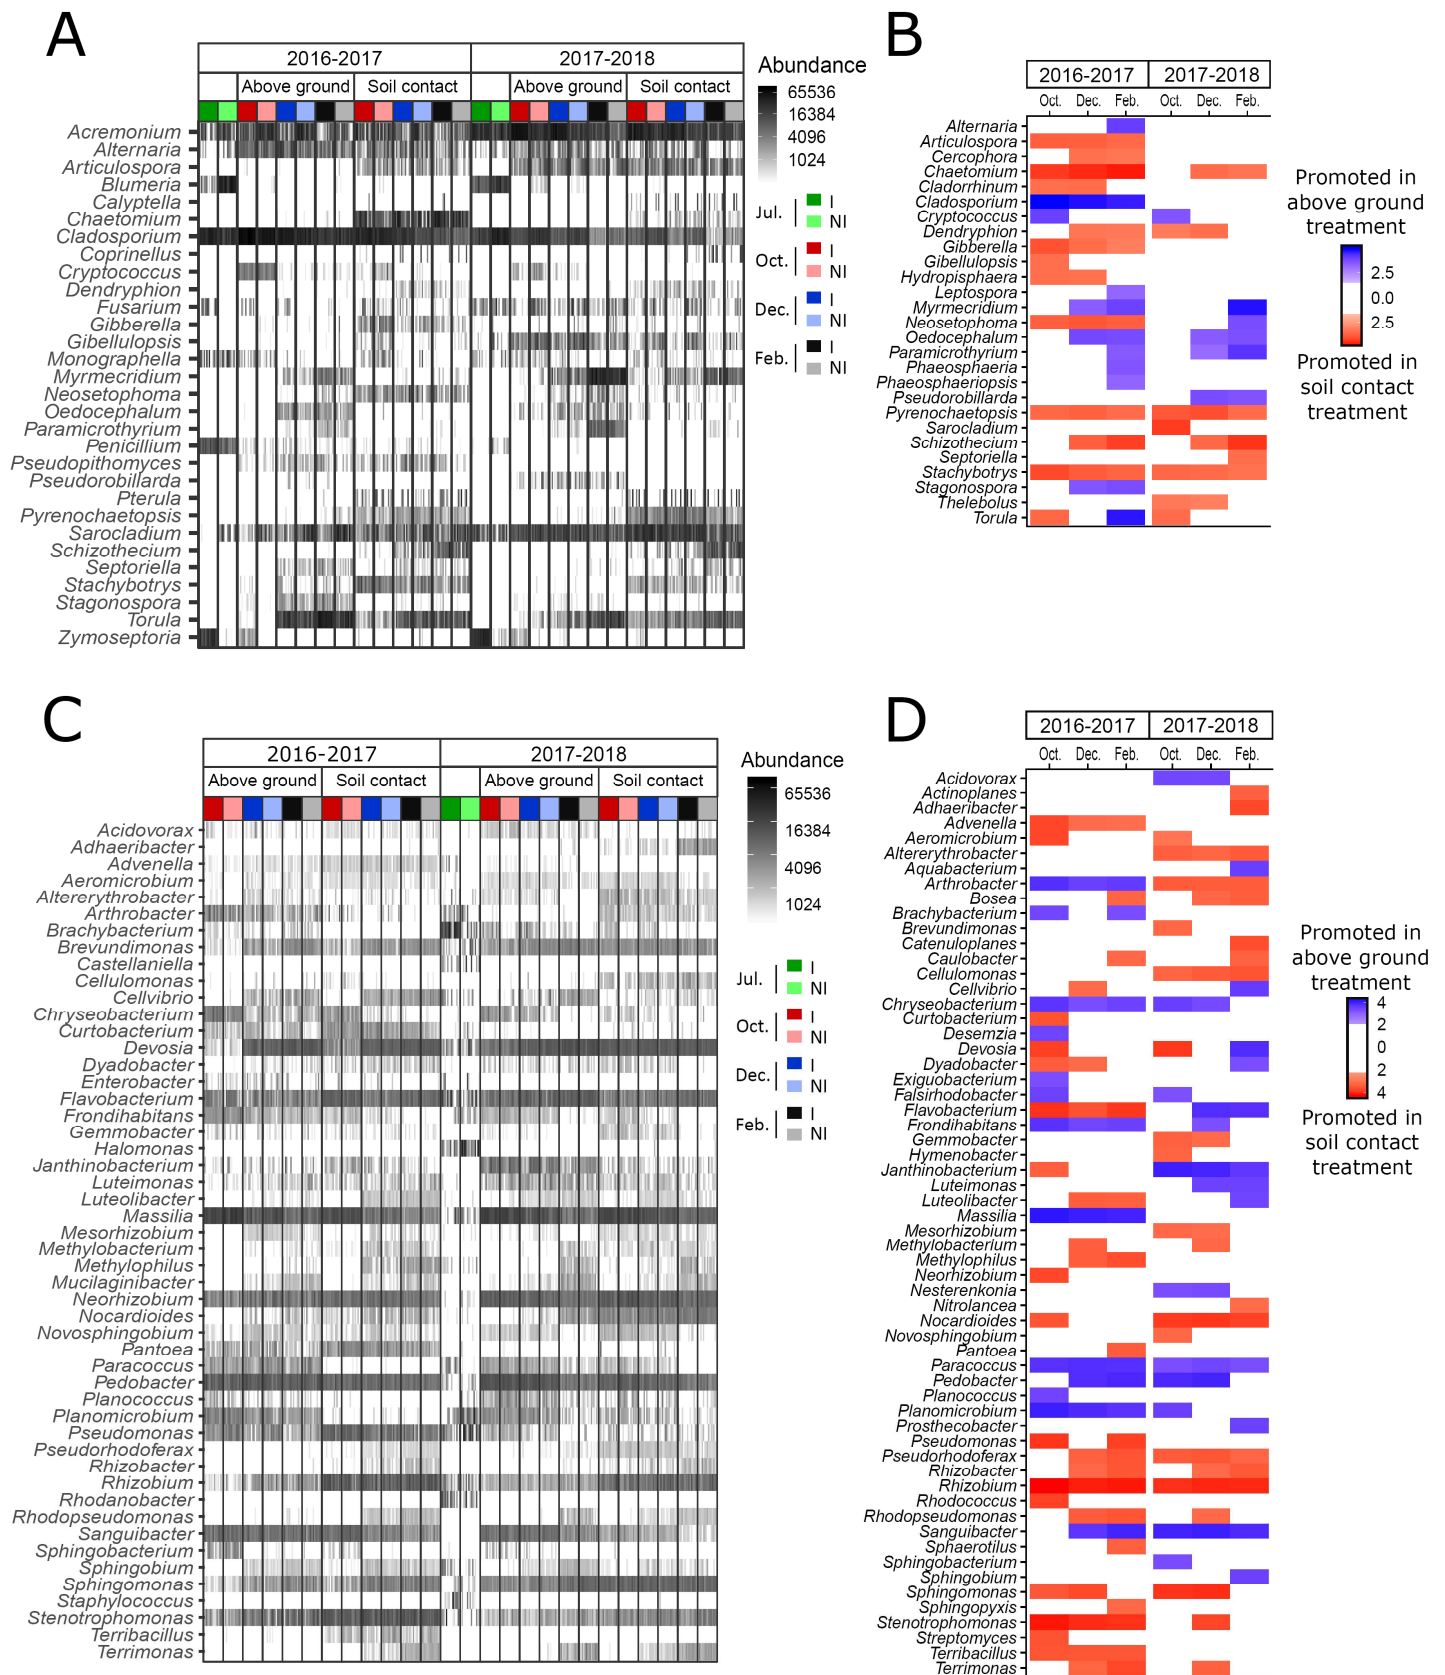 A
2016-2017
2017-2018
Above ground
Soil contact
Above ground
Soil contact
Acremonium
Alternaria
Articulospora
Blumeria
Calyptella
Chaetomium
Cladosporium
Coprinellus
Cryptococcus
Dendryphion
Fusarium
Gibberella
Gibellulopsis
Monographella
Myrmecridium
Neosetophoma
Oedocephalum
Paramicrothyrium
Penicillium
Pseudopithomyces
Pseudorobillarda
Pterula
Pyrenochaetopsis
Sarocladium
Schizothecium
Septoriella
Stachybotrys
Stagonospora
Torula
Zymoseptoria
Abundance
65536
16384
4096
1024
Jul.
I
NI
Oct.
I
NI
Dec.
I
NI
Feb.
I
NI
B
2016-2017
2017-2018
Oct.
Dec.
Feb.
Oct.
Dec.
Feb.
Alternaria
Articulospora
Cercophora
Chaetomium
Cladorrhinum
Cladosporium
Cryptococcus
Dendryphion
Gibberella
Gibellulopsis
Hydropisphaera
Leptospora
Myrmecridium
Neosetophoma
Oedocephalum
Paramicrothyrium
Phaeosphaeria
Phaeosphaeriopsis
Pseudorobillarda
Pyrenochaetopsis
Sarocladium
Schizothecium
Septoriella
Stachybotrys
Stagonospora
Thelebolus
Torula
Promoted in
above ground
treatment
2.5
0.0
2.5
Promoted in
soil contact
treatment
C
2016-2017
2017-2018
Above ground
Soil contact
Above ground
Soil contact
Acidovorax
Adhaeribacter
Advenella
Aeromicrobium
Altererythrobacter
Arthrobacter
Brachybacterium
Brevundimonas
Castellaniella
Cellulomonas
Cellvibrio
Chryseobacterium
Curtobacterium
Devosia
Dyadobacter
Enterobacter
Flavobacterium
Frondihabitans
Gemmobacter
Halomonas
Janthinobacterium
Luteimonas
Luteolibacter
Massilia
Mesorhizobium
Methylobacterium
Methylophilus
Mucilaginibacter
Neorhizobium
Nocardioides
Novosphingobium
Pantoea
Paracoccus
Pedobacter
Planococcus
Planomicrobium
Pseudomonas
Pseudorhodoferax
Rhizobacter
Rhizobium
Rhodanobacter
Rhodopseudomonas
Sanguibacter
Sphingobacterium
Sphingobium
Sphingomonas
Staphylococcus
Stenotrophomonas
Terribacillus
Terrimonas
Abundance
65536
16384
4096
1024
Jul.
I
NI
Oct.
I
NI
Dec.
I
NI
Feb.
I
NI
D
2016-2017
2017-2018
Oct.
Dec.
Feb.
Oct.
Dec.
Feb.
Acidovorax
Actinoplanes
Adhaeribacter
Advenella
Aeromicrobium
Altererythrobacter
Aquabacterium
Arthrobacter
Bosea
Brachybacterium
Brevundimonas
Catenuloplanes
Caulobacter
Cellulomonas
Cellvibrio
Chryseobacterium
Curtobacterium
Desemzia
Devosia
Dyadobacter
Exiguobacterium
Falsirhodobacter
Flavobacterium
Frondihabitans
Gemmobacter
Hymenobacter
Janthinobacterium
Luteimonas
Luteolibacter
Massilia
Mesorhizobium
Methylobacterium
Methylophilus
Neorhizobium
Nesterenkonia
Nitrolancea
Nocardioides
Novosphingobium
Pantoea
Paracoccus
Pedobacter
Planococcus
Planomicrobium
Prosthecobacter
Pseudomonas
Pseudorhodoferax
Rhizobacter
Rhizobium
Rhodococcus
Rhodopseudomonas
Sanguibacter
Sphaerotilus
Sphingobacterium
Sphingobium
Sphingomonas
Sphingopyxis
Stenotrophomonas
Streptomyces
Terribacillus
Terrimonas
Promoted in
above ground
treatment
4
2
0
2
4
Promoted in
soil contact
treatment